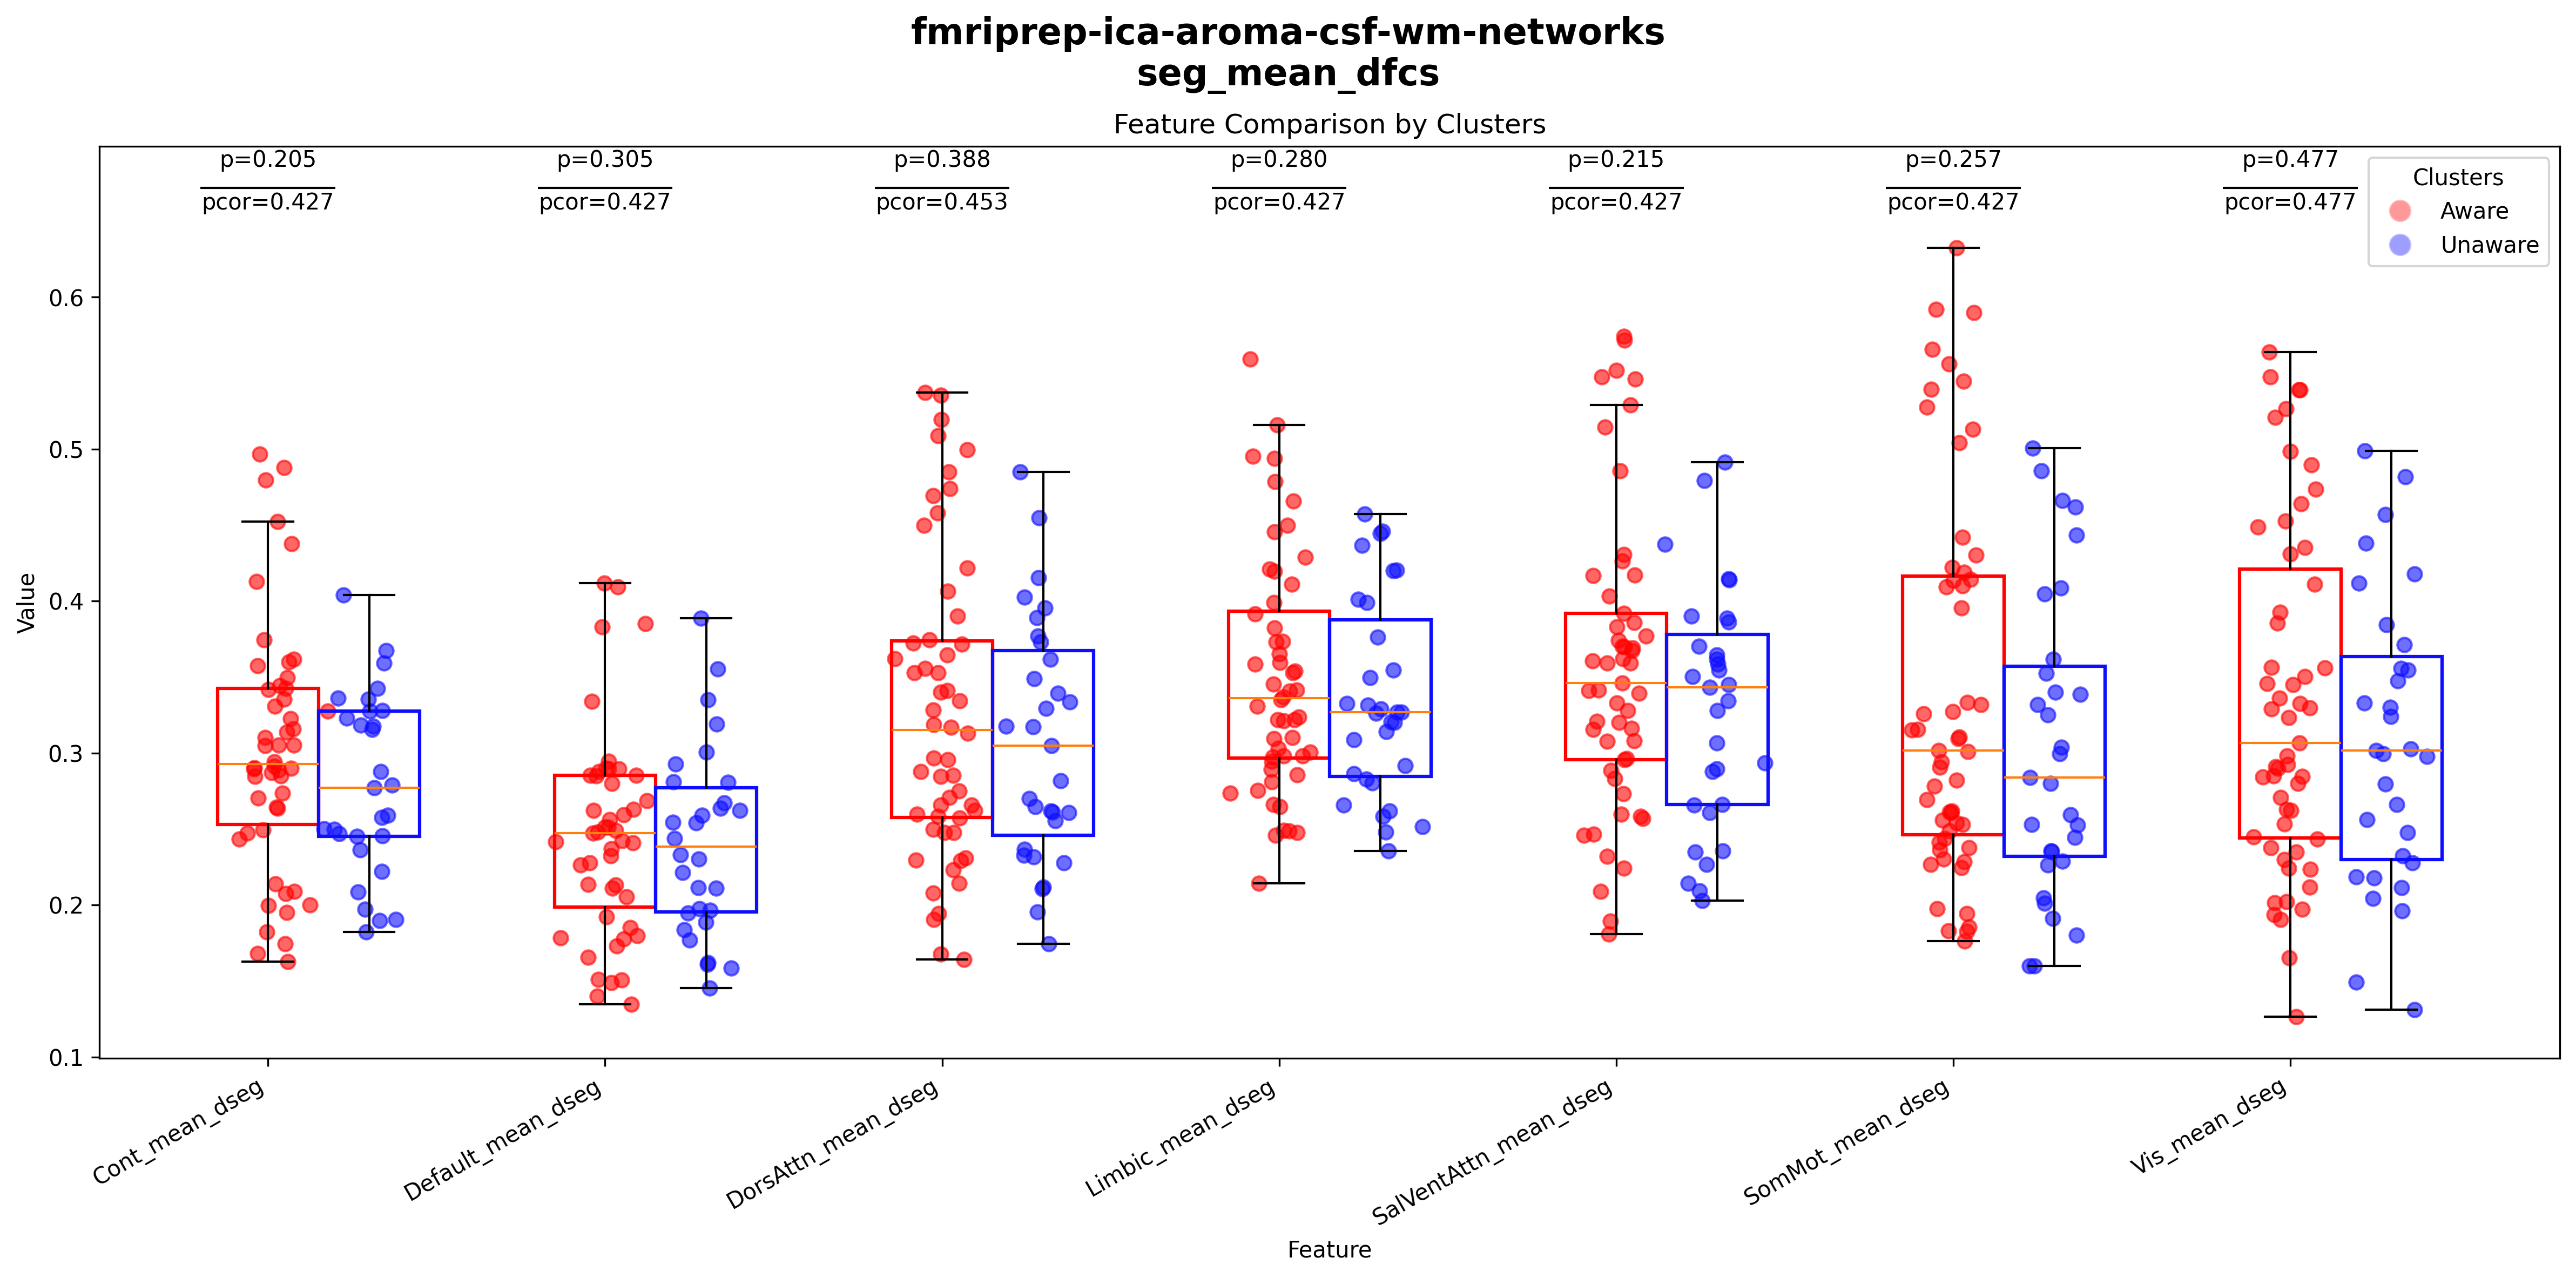 fmriprep-ica-aroma-csf-wm-networks
seg_mean_dfcs
Feature Comparison by Clusters
p=0.205
pcor=0.427
p=0.305
pcor=0.427
p=0.388
pcor=0.453
p=0.280
pcor=0.427
p=0.215
pcor=0.427
p=0.257
pcor=0.427
p=0.477
pcor=0.477
Clusters
Aware
Unaware
Value
0.6
0.5
0.4
0.3
0.2
0.1
Cont_mean_dseg
Default_mean_dseg
DorsAttn_mean_dseg
Limbic_mean_dseg
SalVentAttn_mean_dseg
SomMot_mean_dseg
Vis_mean_dseg
Feature